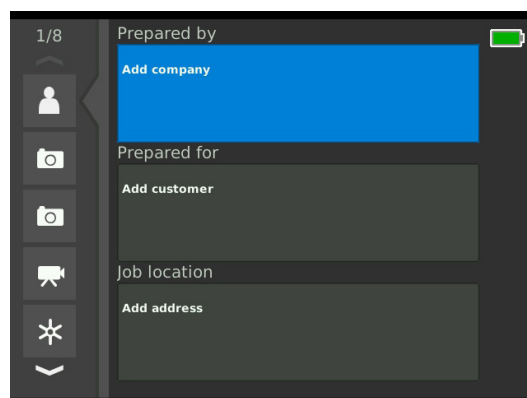 1/8
Prepared by
Add company
Prepared for
Add customer
Job location
Add address